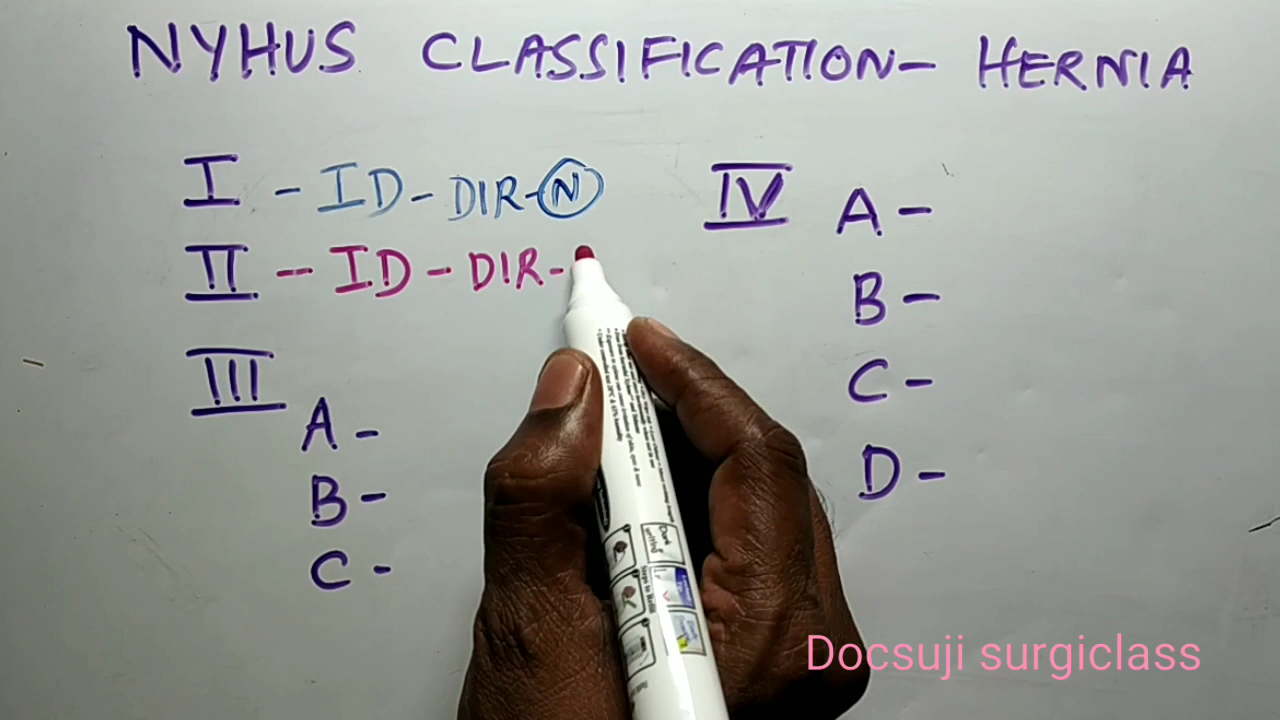 NYHUS CLASSIFICATION- HERNIA
I - ID- DIR- N
II -- ID - DIR-
III
A -
B -
C -
IV A -
B -
C -
D -
Docsuji surgiclass